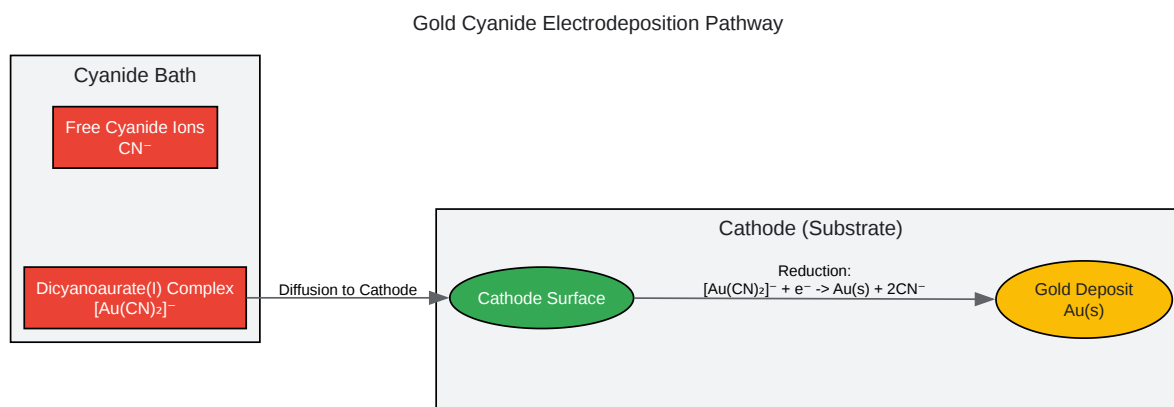 Gold Cyanide Electrodeposition Pathway
Cyanide Bath
Free Cyanide Ions
CN⁻
Dicyanoaurate(I) Complex
[Au(CN)₂]⁻
Diffusion to Cathode
Cathode (Substrate)
Cathode Surface
Reduction:
[Au(CN)₂]⁻ + e⁻ -> Au(s) + 2CN⁻
Gold Deposit
Au(s)